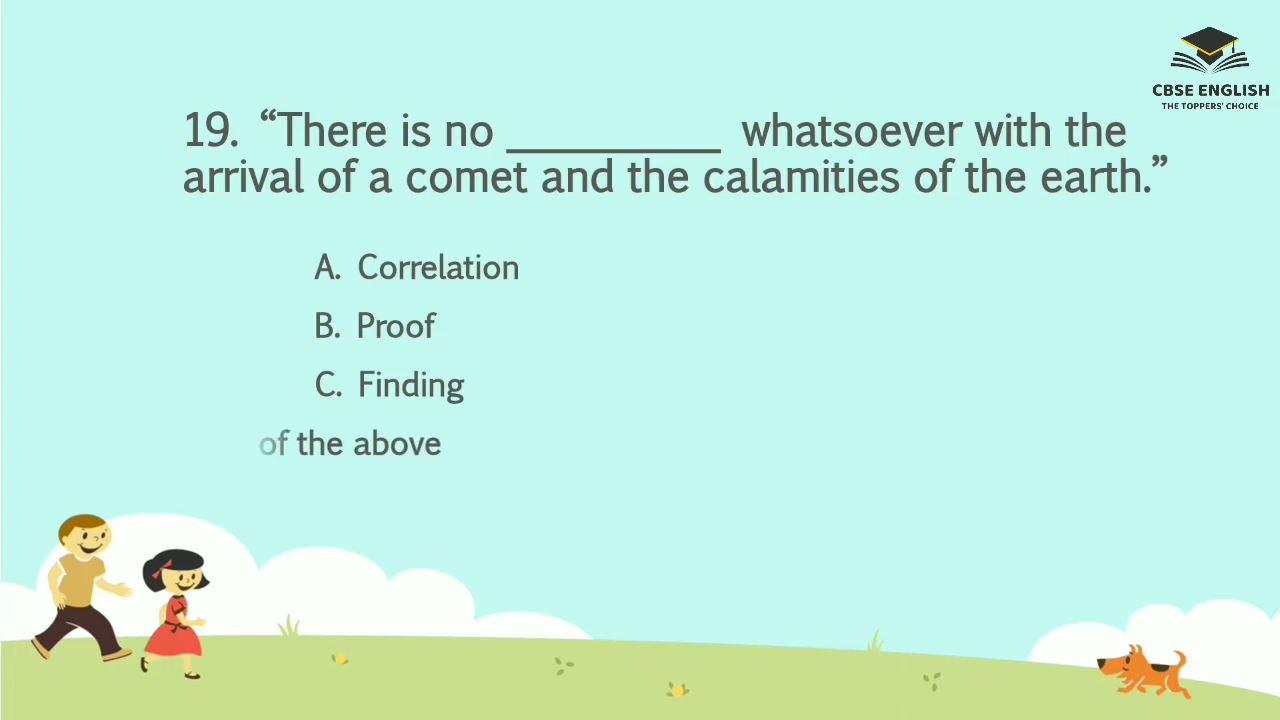 CBSE ENGLISH
THE TOPPERS' CHOICE
19. “There is no __________ whatsoever with the
arrival of a comet and the calamities of the earth.”
A. Correlation
B. Proof
C. Finding
of the above